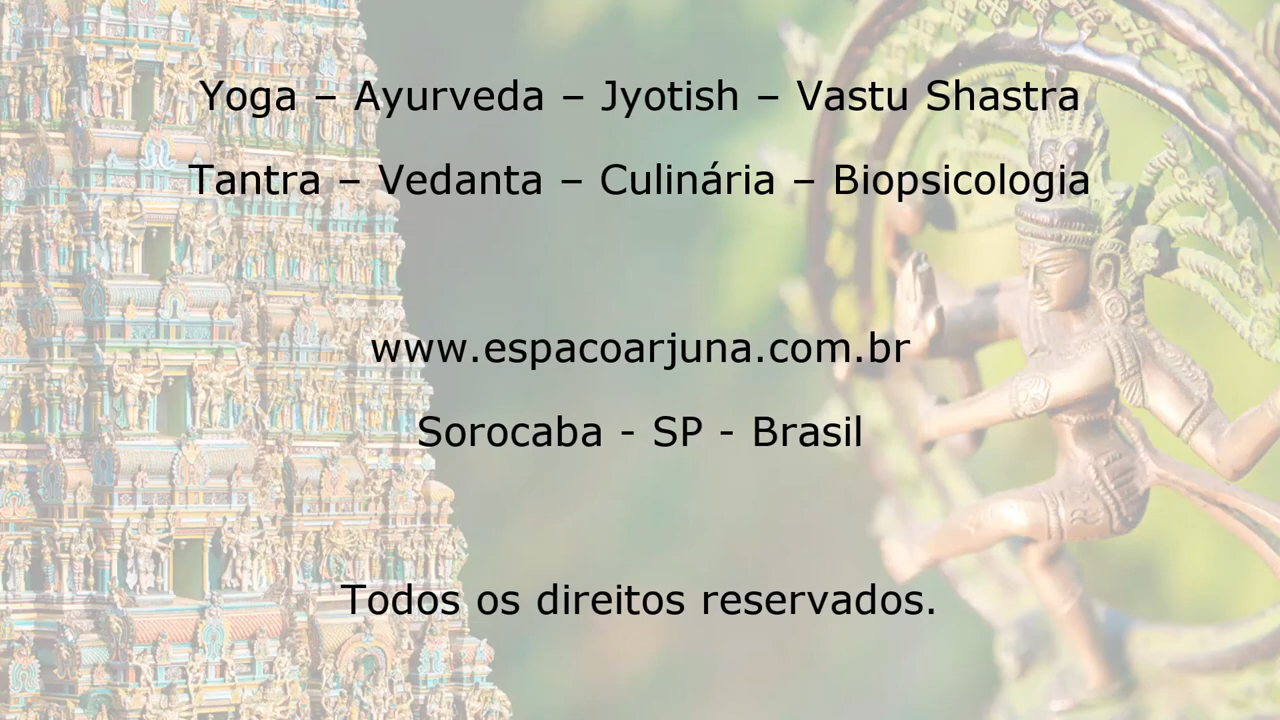 Yoga – Ayurveda – Jyotish – Vastu Shastra
Tantra – Vedanta – Culinária – Biopsicologia
www.espacoarjuna.com.br
Sorocaba - SP - Brasil
Todos os direitos reservados.